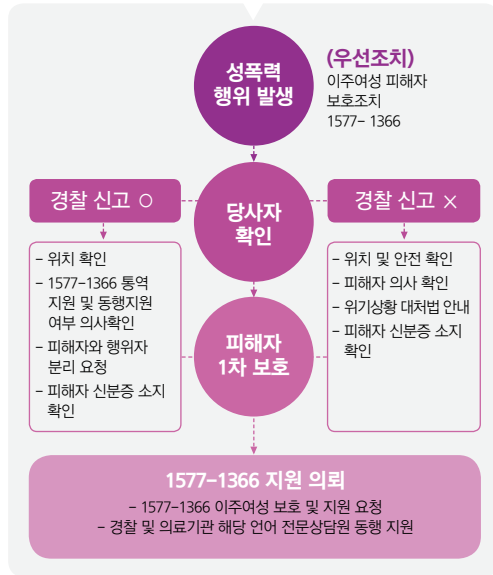 성폭력
행위 발생
(우선조치)
이주여성 피해자
보호조치
1577- 1366
경찰 신고 ○
당사자
확인
경찰 신고 ×
- 위치 확인
- 1577-1366 통역
지원 및 동행지원
여부 의사확인
- 피해자와 행위자
분리 요청
- 피해자 신분증 소지
확인
- 위치 및 안전 확인
- 피해자 의사 확인
- 위기상황 대처법 안내
- 피해자 신분증 소지
확인
피해자
1차 보호
1577-1366 지원 의뢰
- 1577-1366 이주여성 보호 및 지원 요청
- 경찰 및 의료기관 해당 언어 전문상담원 동행 지원